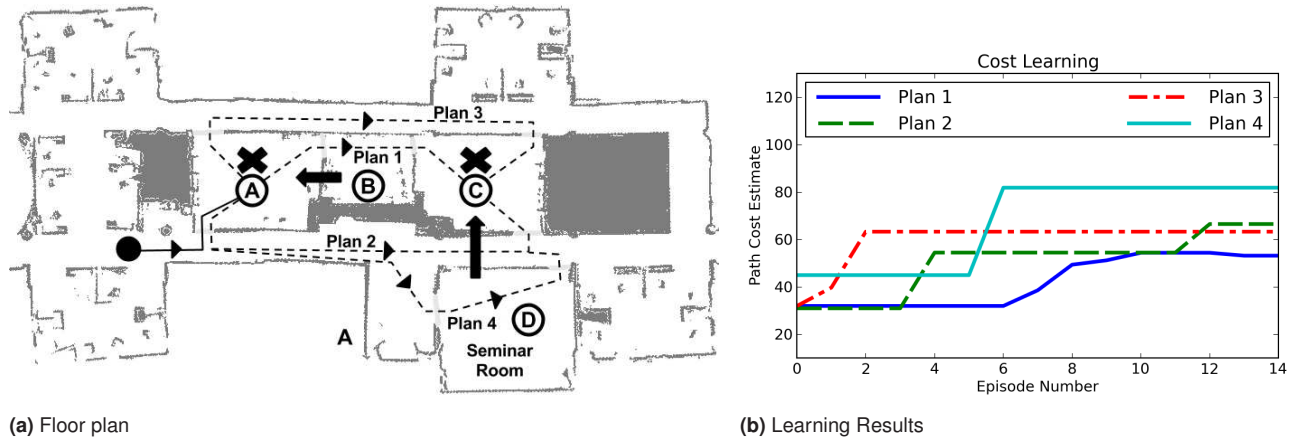 Plan 3
Plan 1
A
B
C
Plan 2
Plan 4
D
A
Seminar
Room
Cost Learning
Plan 1
Plan 2
Plan 3
Plan 4
Path Cost Estimate
120
100
80
60
40
20
0 2 4 6 8 10 12 14
Episode Number
(a) Floor plan
(b) Learning Results